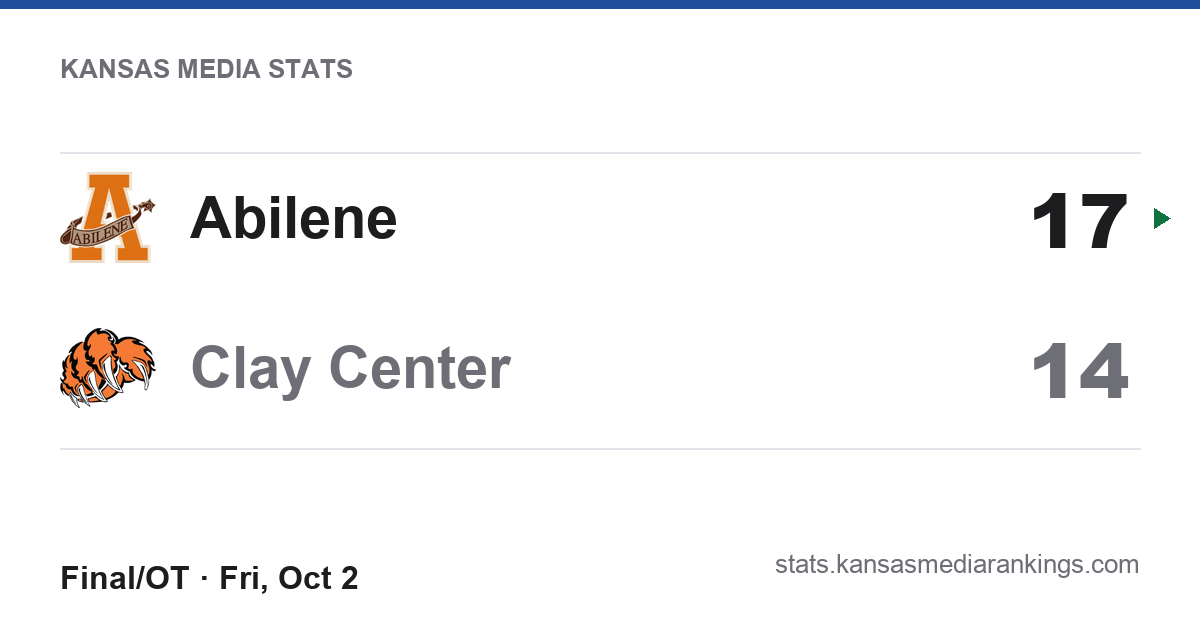 KANSAS MEDIA STATS
ABILENE
Abilene 17
Clay Center 14
Final/OT · Fri, Oct 2
stats.kansasmediarankings.com